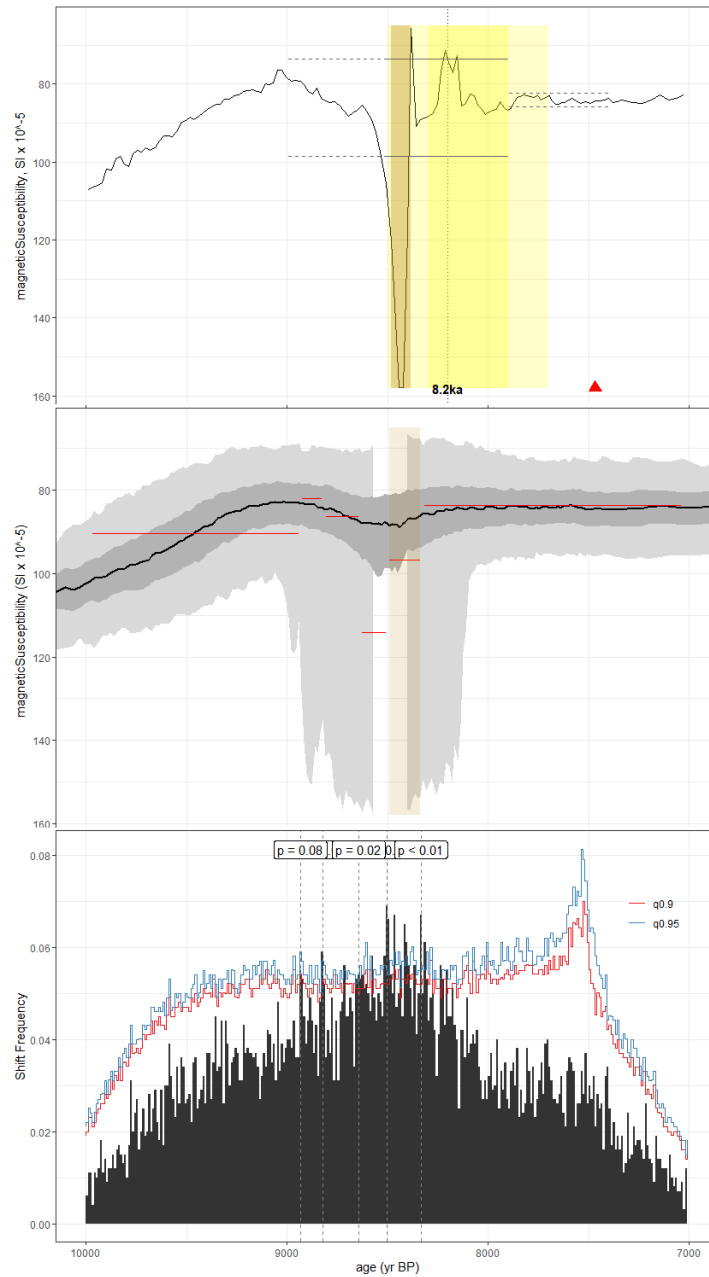 magneticSusceptibility, SI x 10^-5
80
100
120
140
160
8.2ka
magneticSusceptibility (SI x 10^-5)
80
100
120
140
160
Shift Frequency
0.08
0.06
0.04
0.02
0.00
p = 0.08
p = 0.02
p < 0.01
q0.9
q0.95
10000 9000 8000 7000
age (yr BP)